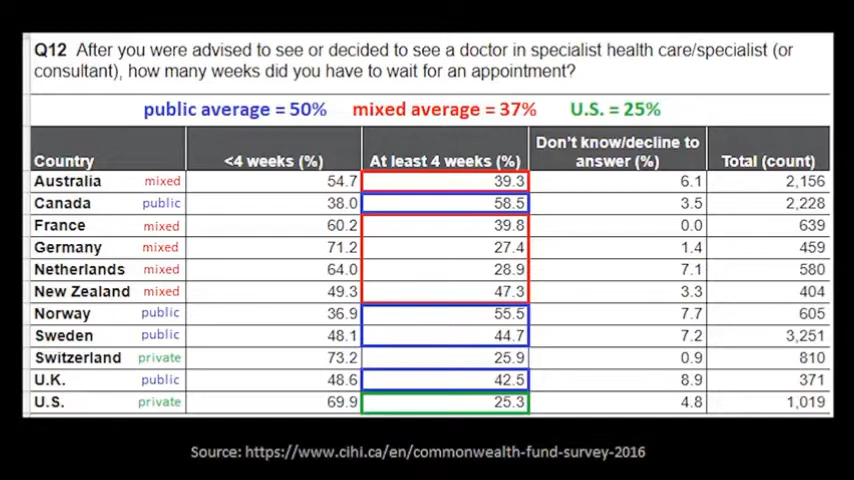 Q12 After you were advised to see or decided to see a doctor in specialist health care/specialist (or
consultant), how many weeks did you have to wait for an appointment?
public average = 50% mixed average = 37% U.S. = 25%
Country <4 weeks (%) At least 4 weeks (%) Don't know/decline to answer (%) Total (count)
Australia mixed 54.7 39.3 6.1 2,156
Canada public 38.0 58.5 3.5 2,228
France mixed 60.2 39.8 0.0 639
Germany mixed 71.2 27.4 1.4 459
Netherlands mixed 64.0 28.9 7.1 580
New Zealand mixed 49.3 47.3 3.3 404
Norway public 36.9 55.5 7.7 605
Sweden public 48.1 44.7 7.2 3,251
Switzerland private 73.2 25.9 0.9 810
U.K. public 48.6 42.5 8.9 371
U.S. private 69.9 25.3 4.8 1,019
Source: https://www.cihi.ca/en/commonwealth-fund-survey-2016